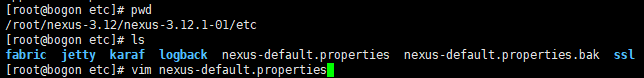 [root@bogon etc]# pwd
/root/nexus-3.12/nexus-3.12.1-01/etc
[root@bogon etc]# ls
fabric  jetty  karaf  logback  nexus-default.properties  nexus-default.properties.bak  ssl
[root@bogon etc]# vim nexus-default.properties